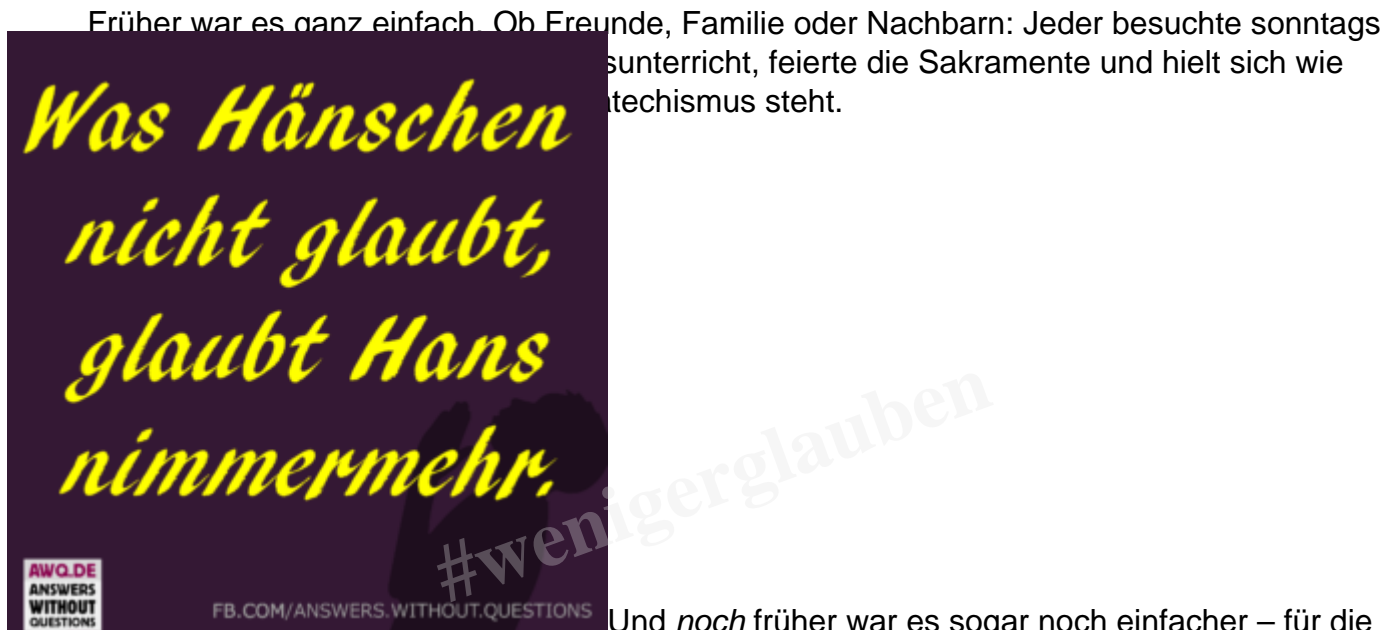 Früher war es ganz einfach. Ob Freunde, Familie oder Nachbarn: Jeder besuchte sonntags
sunterricht, feierte die Sakramente und hielt sich wie
techismus steht.
Was Hänschen
nicht glaubt,
glaubt Hans
nimmermehr.
#wenigerglauben
AWQ.DE
ANSWERS
WITHOUT
QUESTIONS
FB.COM/ANSWERS.WITHOUT.QUESTIONS
Und noch früher war es sogar noch einfacher – für die